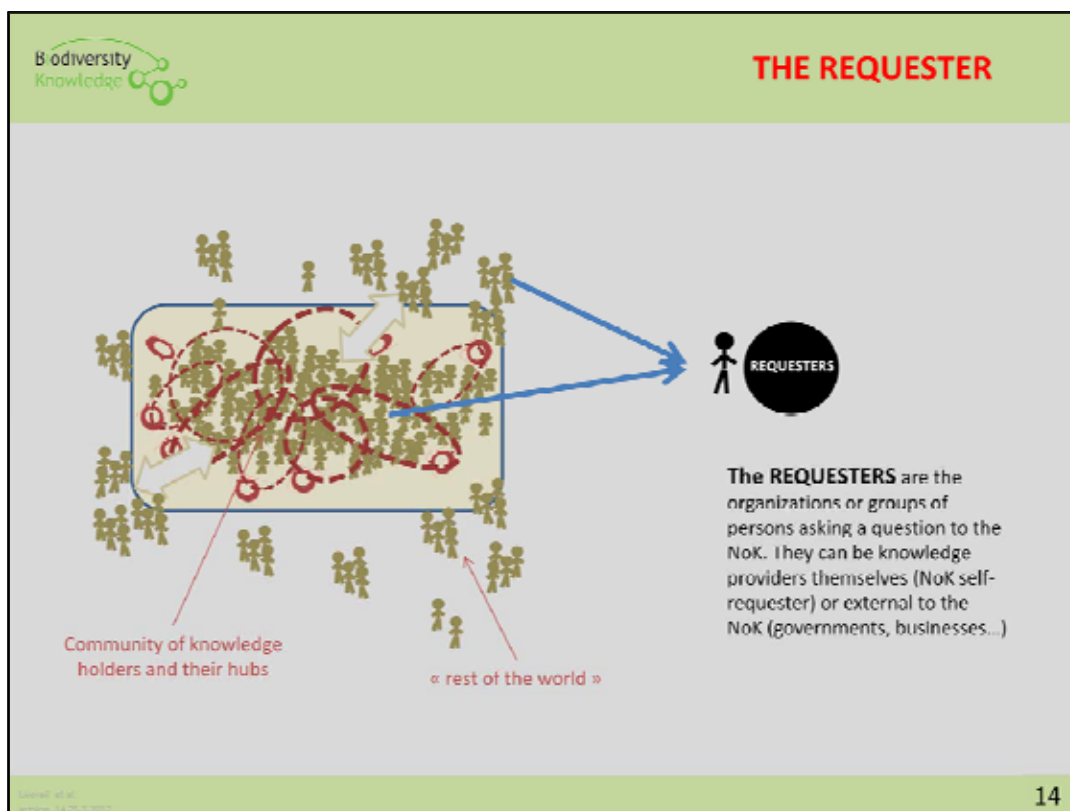 Biodiversity
Knowledge
THE REQUESTER
REQUESTERS
The REQUESTERS are the
organizations or groups of
persons asking a question to the
NoK. They can be knowledge
providers themselves (NoK self-
requester) or external to the
NoK (governments, businesses...)
Community of knowledge
holders and their hubs
« rest of the world »
14